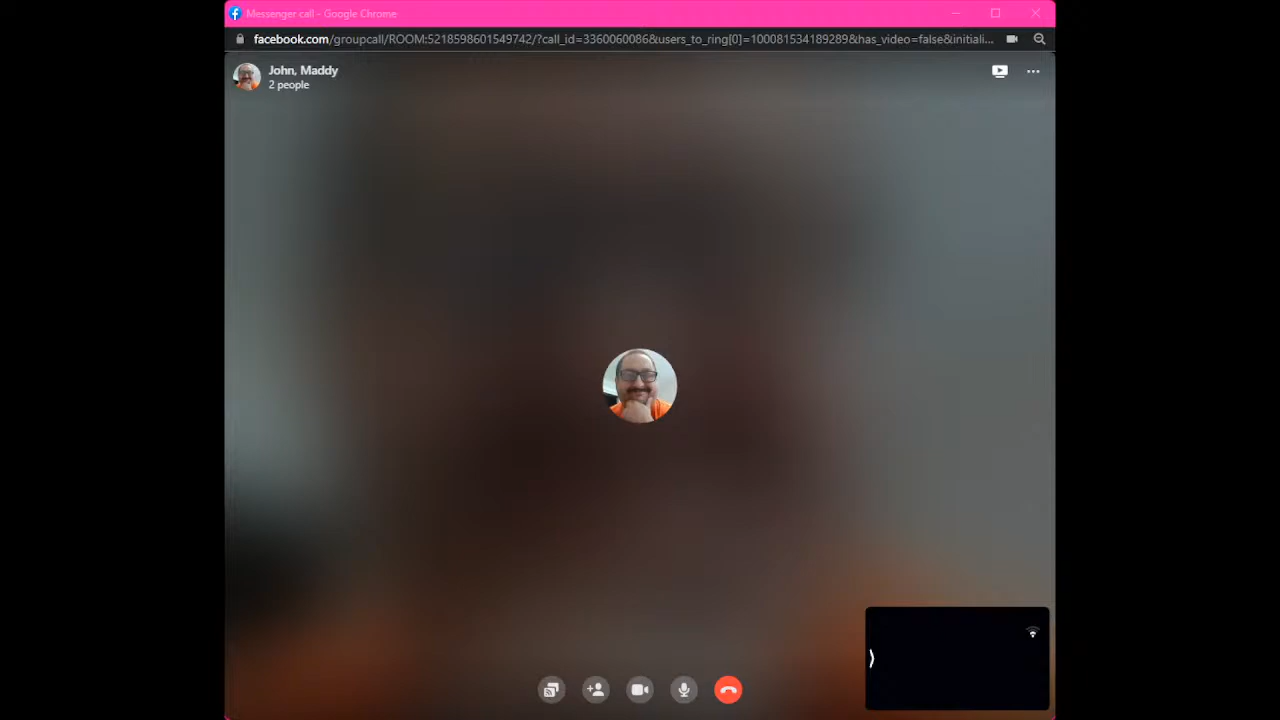 Messenger call - Google Chrome
facebook.com/groupcall/ROOM:5218598601549742/?call_id=3360060086&users_to_ring[0]=100081534189289&has_video=false&initiali...
John, Maddy
2 people